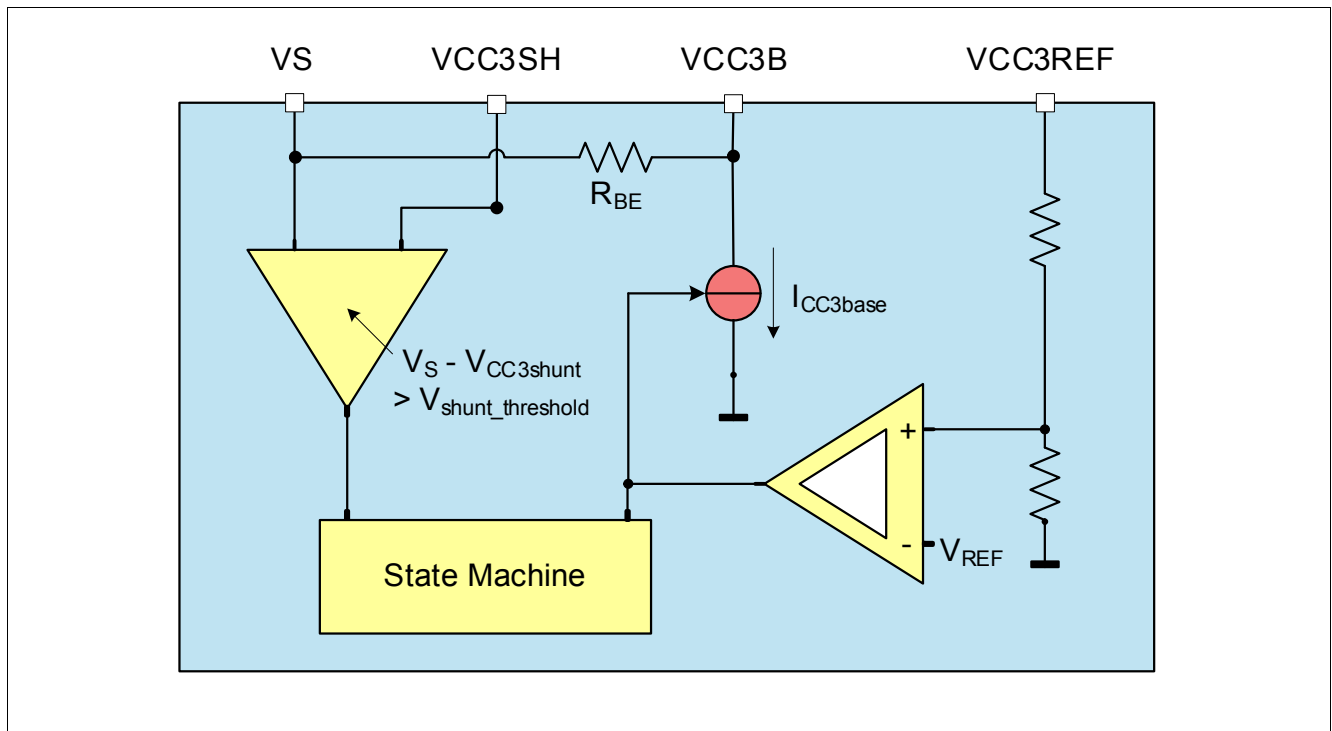 VS VCC3SH VCC3B VCC3REF
RBE
ICC3base
VS - VCC3shunt
> Vshunt_threshold
+
- VREF
State Machine